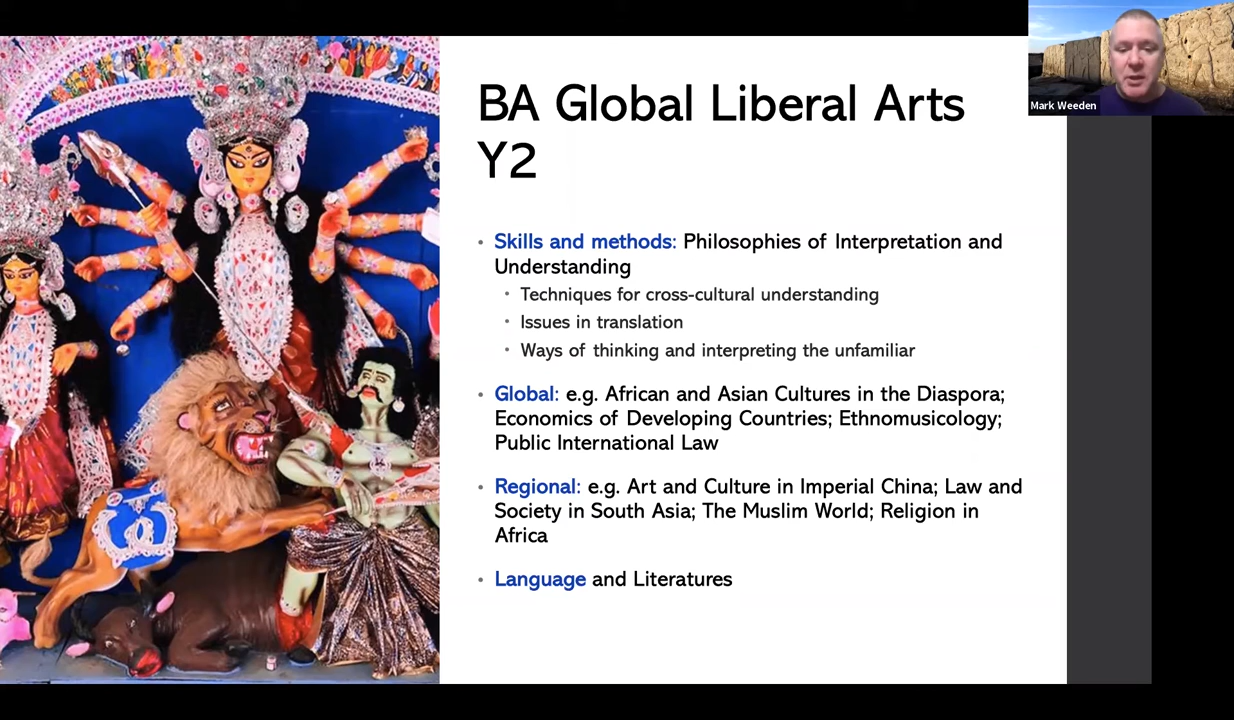 BA Global Liberal Arts
Y2
Mark Weeden
• Skills and methods: Philosophies of Interpretation and
Understanding
• Techniques for cross-cultural understanding
• Issues in translation
• Ways of thinking and interpreting the unfamiliar
• Global: e.g. African and Asian Cultures in the Diaspora;
Economics of Developing Countries; Ethnomusicology;
Public International Law
• Regional: e.g. Art and Culture in Imperial China; Law and
Society in South Asia; The Muslim World; Religion in
Africa
• Language and Literatures